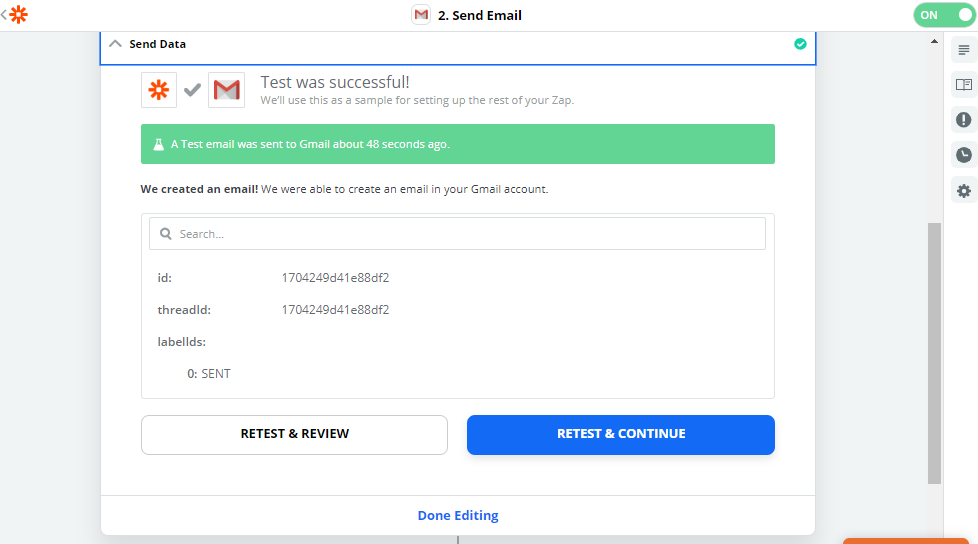 2. Send Email
ON
Send Data
Test was successful!
We'll use this as a sample for setting up the rest of your Zap.
A Test email was sent to Gmail about 48 seconds ago.
We created an email! We were able to create an email in your Gmail account.
Search...
id: 1704249d41e88df2
threadId: 1704249d41e88df2
labelIds:
0: SENT
RETEST & REVIEW
RETEST & CONTINUE
Done Editing